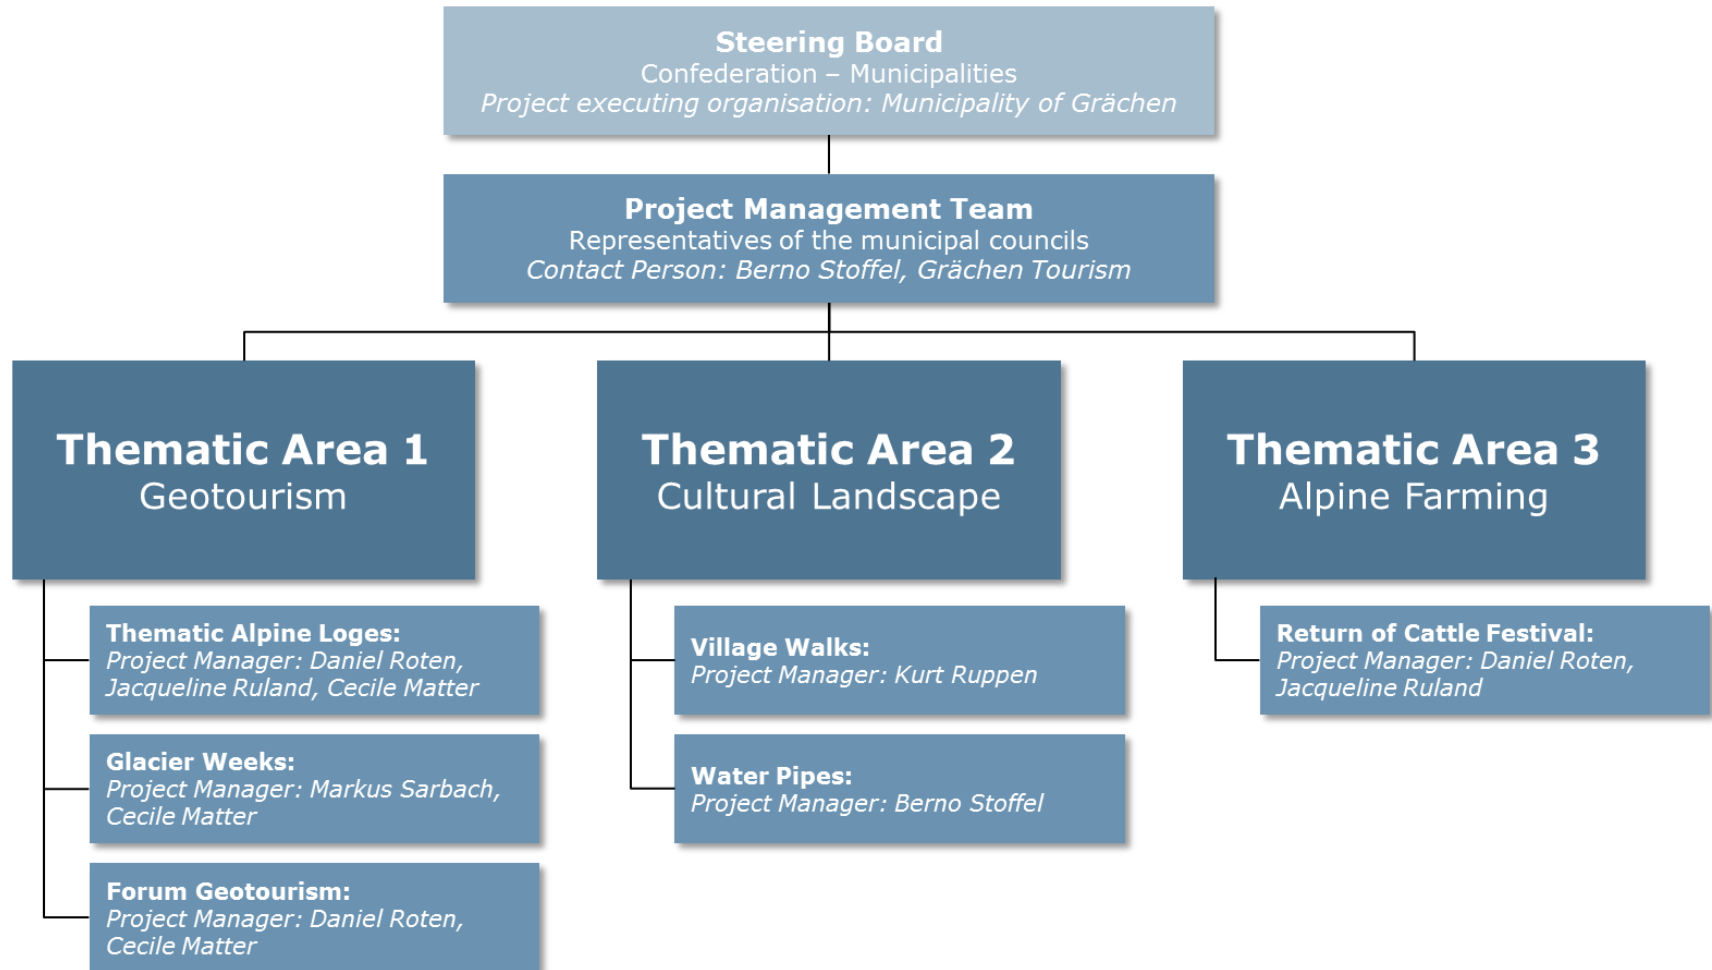 Steering Board
Confederation – Municipalities
Project executing organisation: Municipality of Grächen
Project Management Team
Representatives of the municipal councils
Contact Person: Berno Stoffel, Grächen Tourism
Thematic Area 1
Geotourism
Thematic Alpine Loges:
Project Manager: Daniel Roten,
Jacqueline Ruland, Cecile Matter
Glacier Weeks:
Project Manager: Markus Sarbach,
Cecile Matter
Forum Geotourism:
Project Manager: Daniel Roten,
Cecile Matter
Thematic Area 2
Cultural Landscape
Village Walks:
Project Manager: Kurt Ruppen
Water Pipes:
Project Manager: Berno Stoffel
Thematic Area 3
Alpine Farming
Return of Cattle Festival:
Project Manager: Daniel Roten,
Jacqueline Ruland